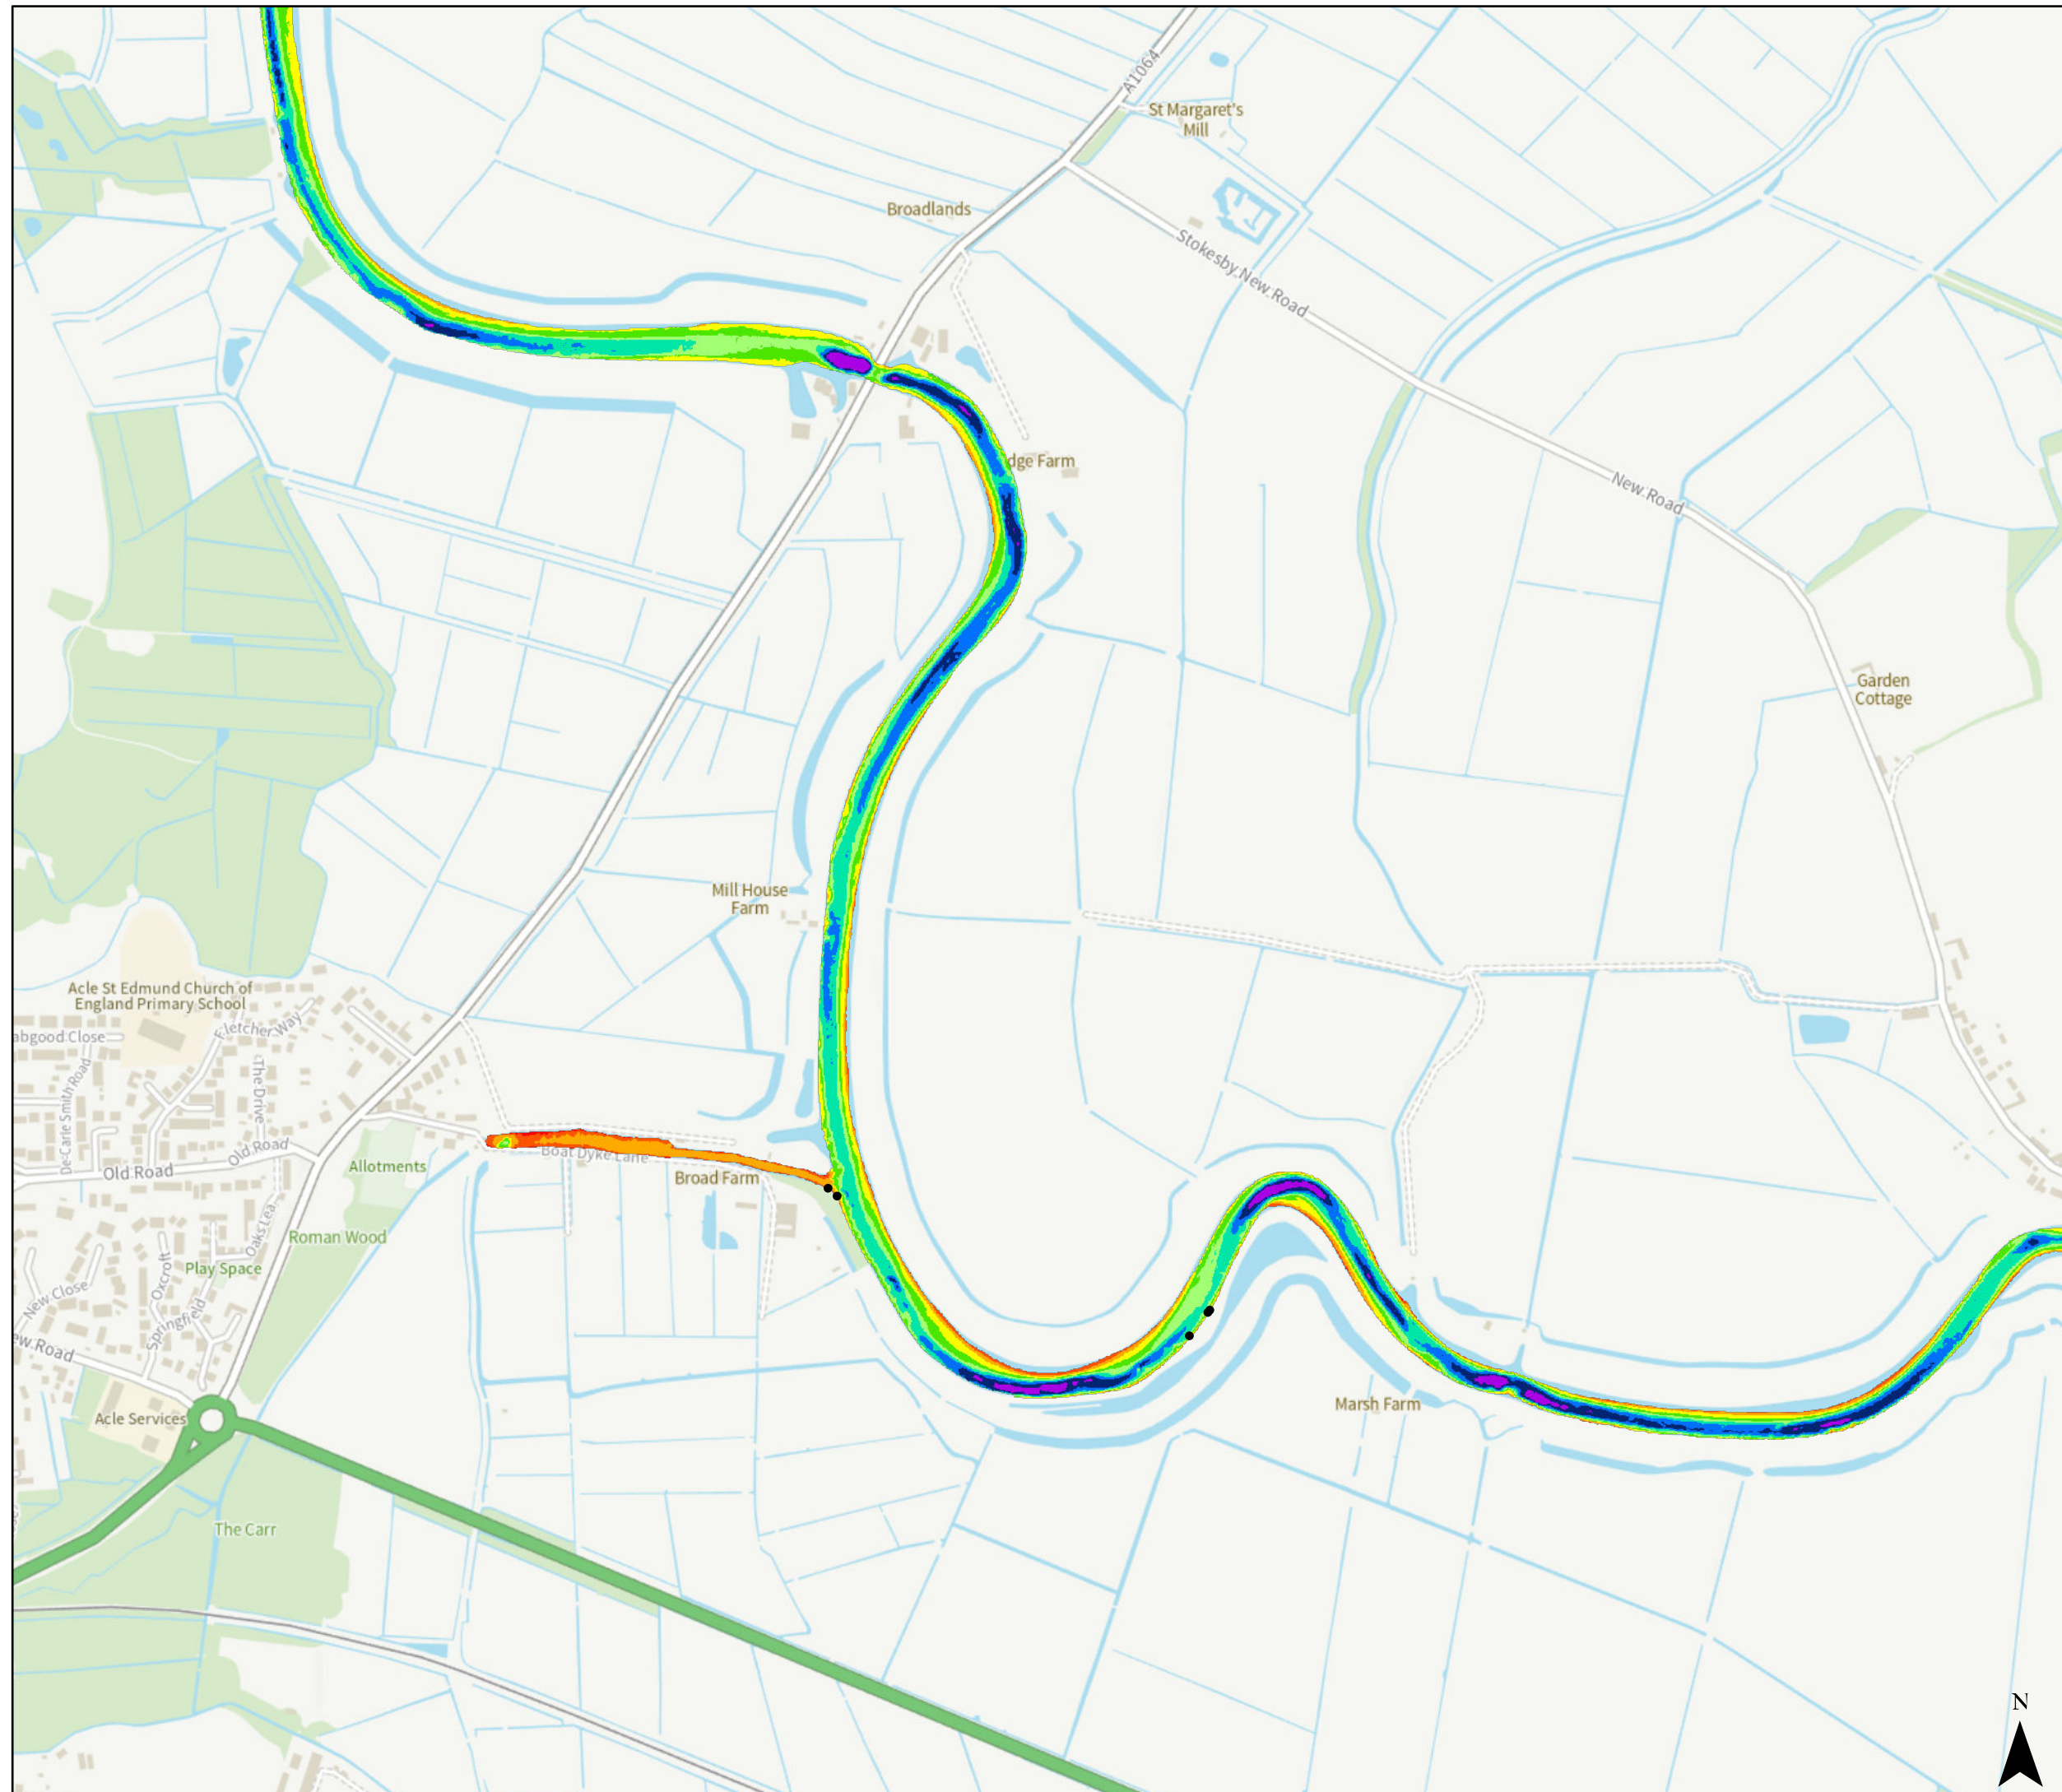 A1064
St Margaret's
Mill
Broadlands
Stokesby New Road
dge Farm
New Road
Garden
Cottage
Mill House
Farm
Acle St Edmund Church of
England Primary School
abgood Close
Fletcher Way
De Carle Smith Road
The Drive
Old Road
Old Road
Allotments
Boat Dyke Lane
Broad Farm
Oaks Lea
Roman Wood
Play Space
Oxcroft
New Close
Springfield
ew Road
Acle Services
Marsh Farm
The Carr
N